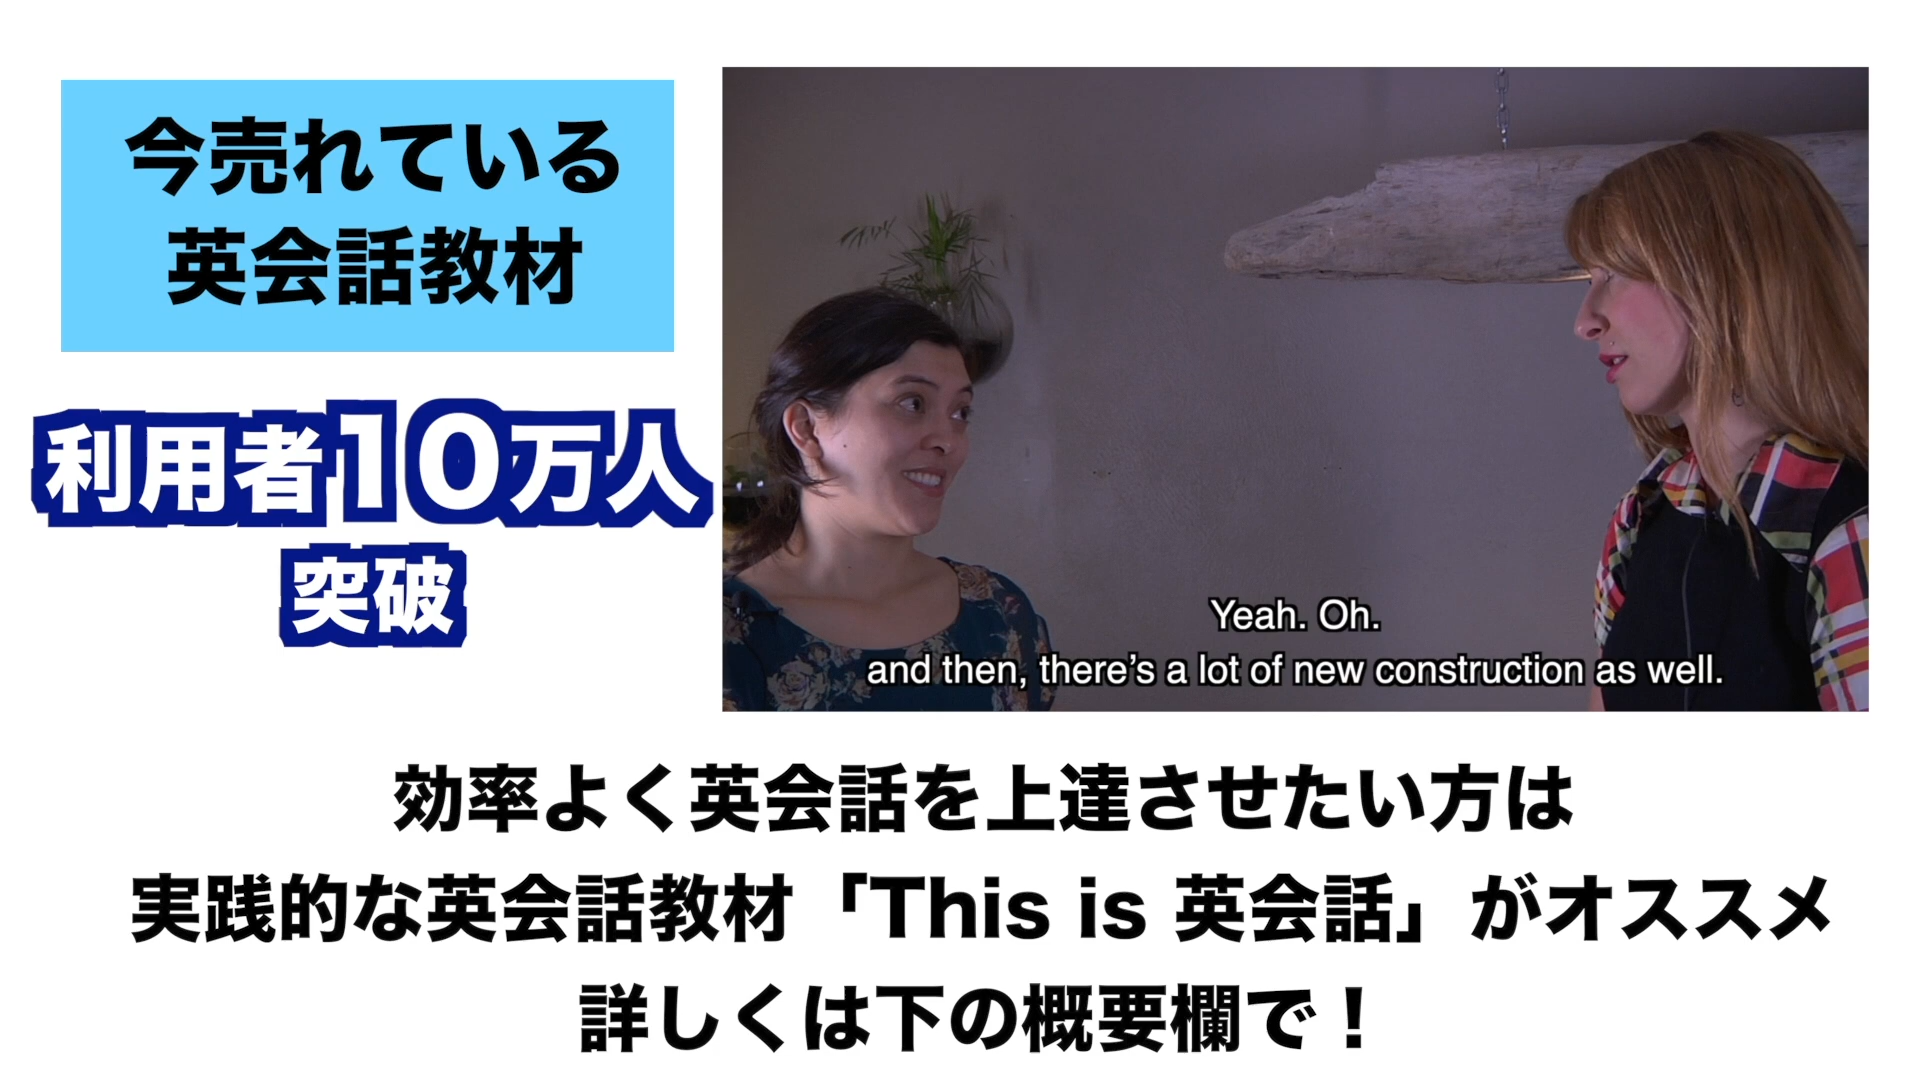 今売れている
英会話教材
利用者10万人
突破
Yeah. Oh.
and then, there’s a lot of new construction as well.
効率よく英会話を上達させたい方は
実践的な英会話教材「This is 英会話」がオススメ
詳しくは下の概要欄で！